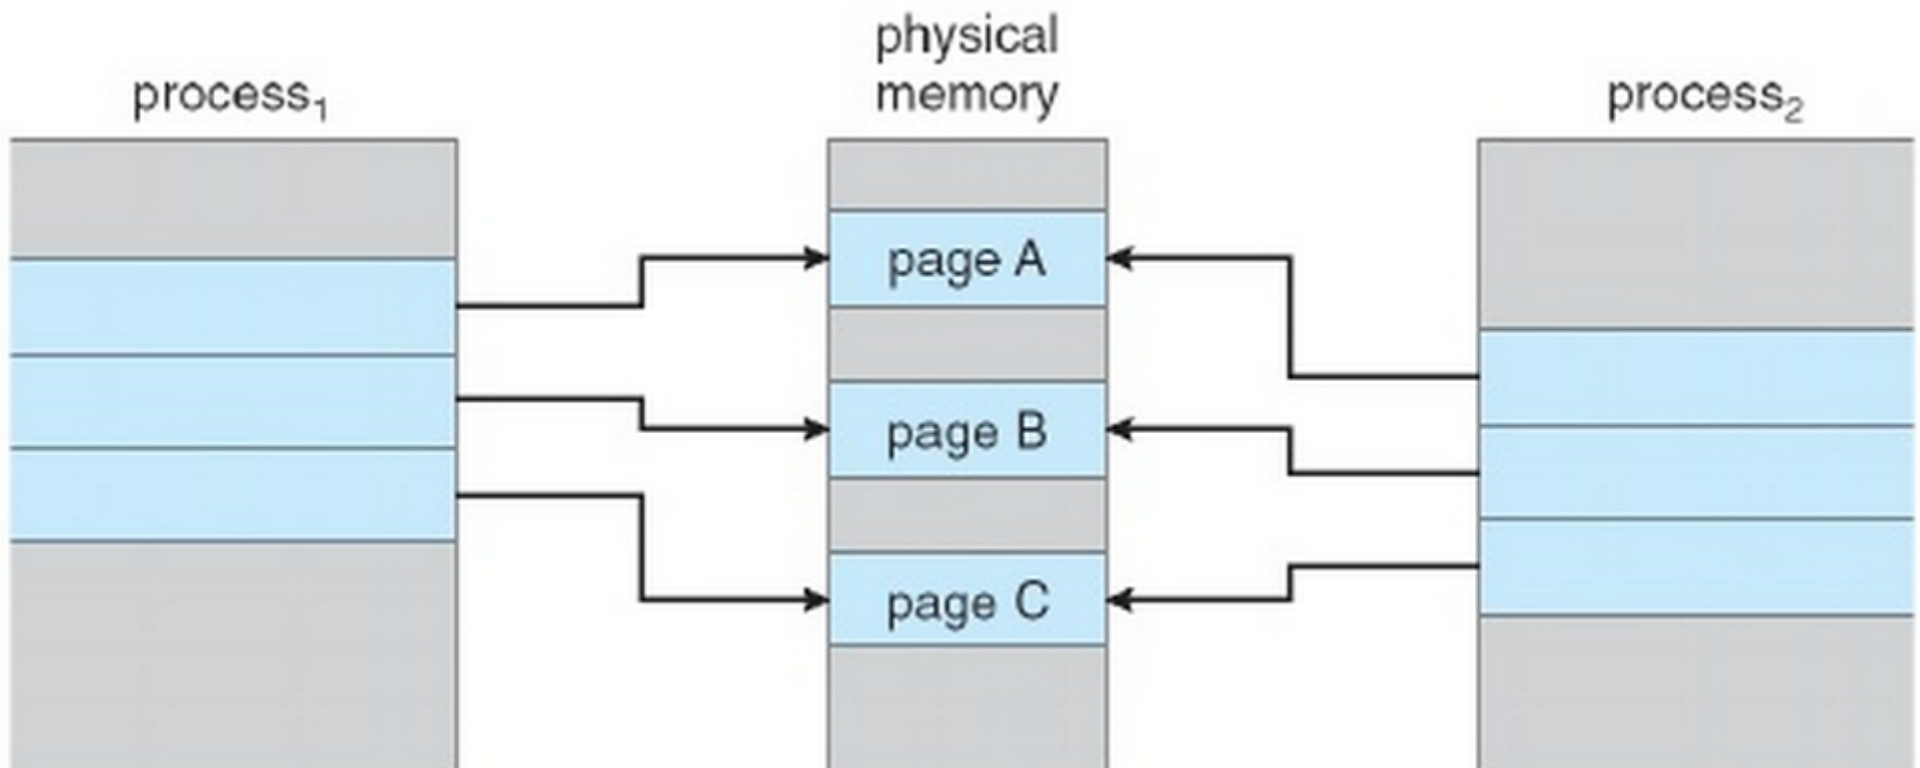 process₁
physical
memory
process₂
page A
page B
page C